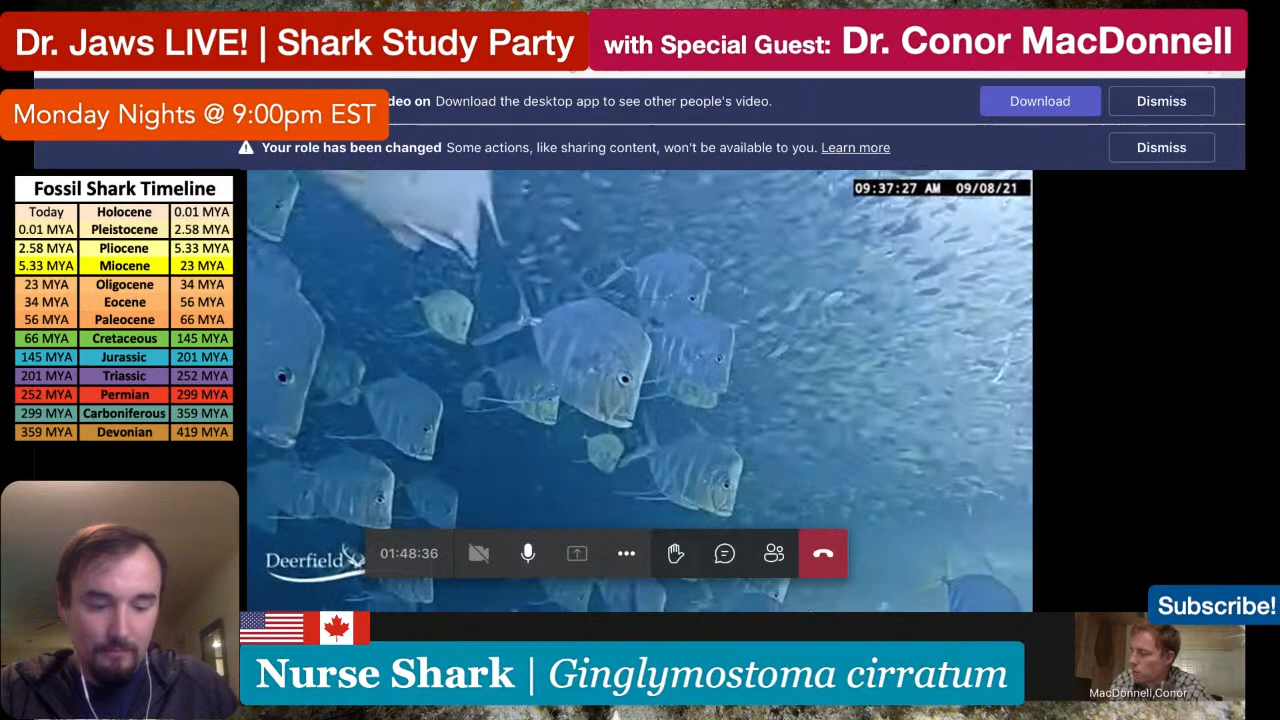 Dr. Jaws LIVE! | Shark Study Party
with Special Guest: Dr. Conor MacDonnell
Monday Nights @ 9:00pm EST
deo on Download the desktop app to see other people's video.
Download
Dismiss
Your role has been changed Some actions, like sharing content, won't be available to you. Learn more
Dismiss
Fossil Shark Timeline
Today Holocene 0.01 MYA
0.01 MYA Pleistocene 2.58 MYA
2.58 MYA Pliocene 5.33 MYA
5.33 MYA Miocene 23 MYA
23 MYA Oligocene 34 MYA
34 MYA Eocene 56 MYA
56 MYA Paleocene 66 MYA
66 MYA Cretaceous 145 MYA
145 MYA Jurassic 201 MYA
201 MYA Triassic 252 MYA
252 MYA Permian 299 MYA
299 MYA Carboniferous 359 MYA
359 MYA Devonian 419 MYA
09:37:27 AM 09/08/21
Deerfield
01:48:36
Subscribe!
Nurse Shark | Ginglymostoma cirratum
MacDonnell,Conor